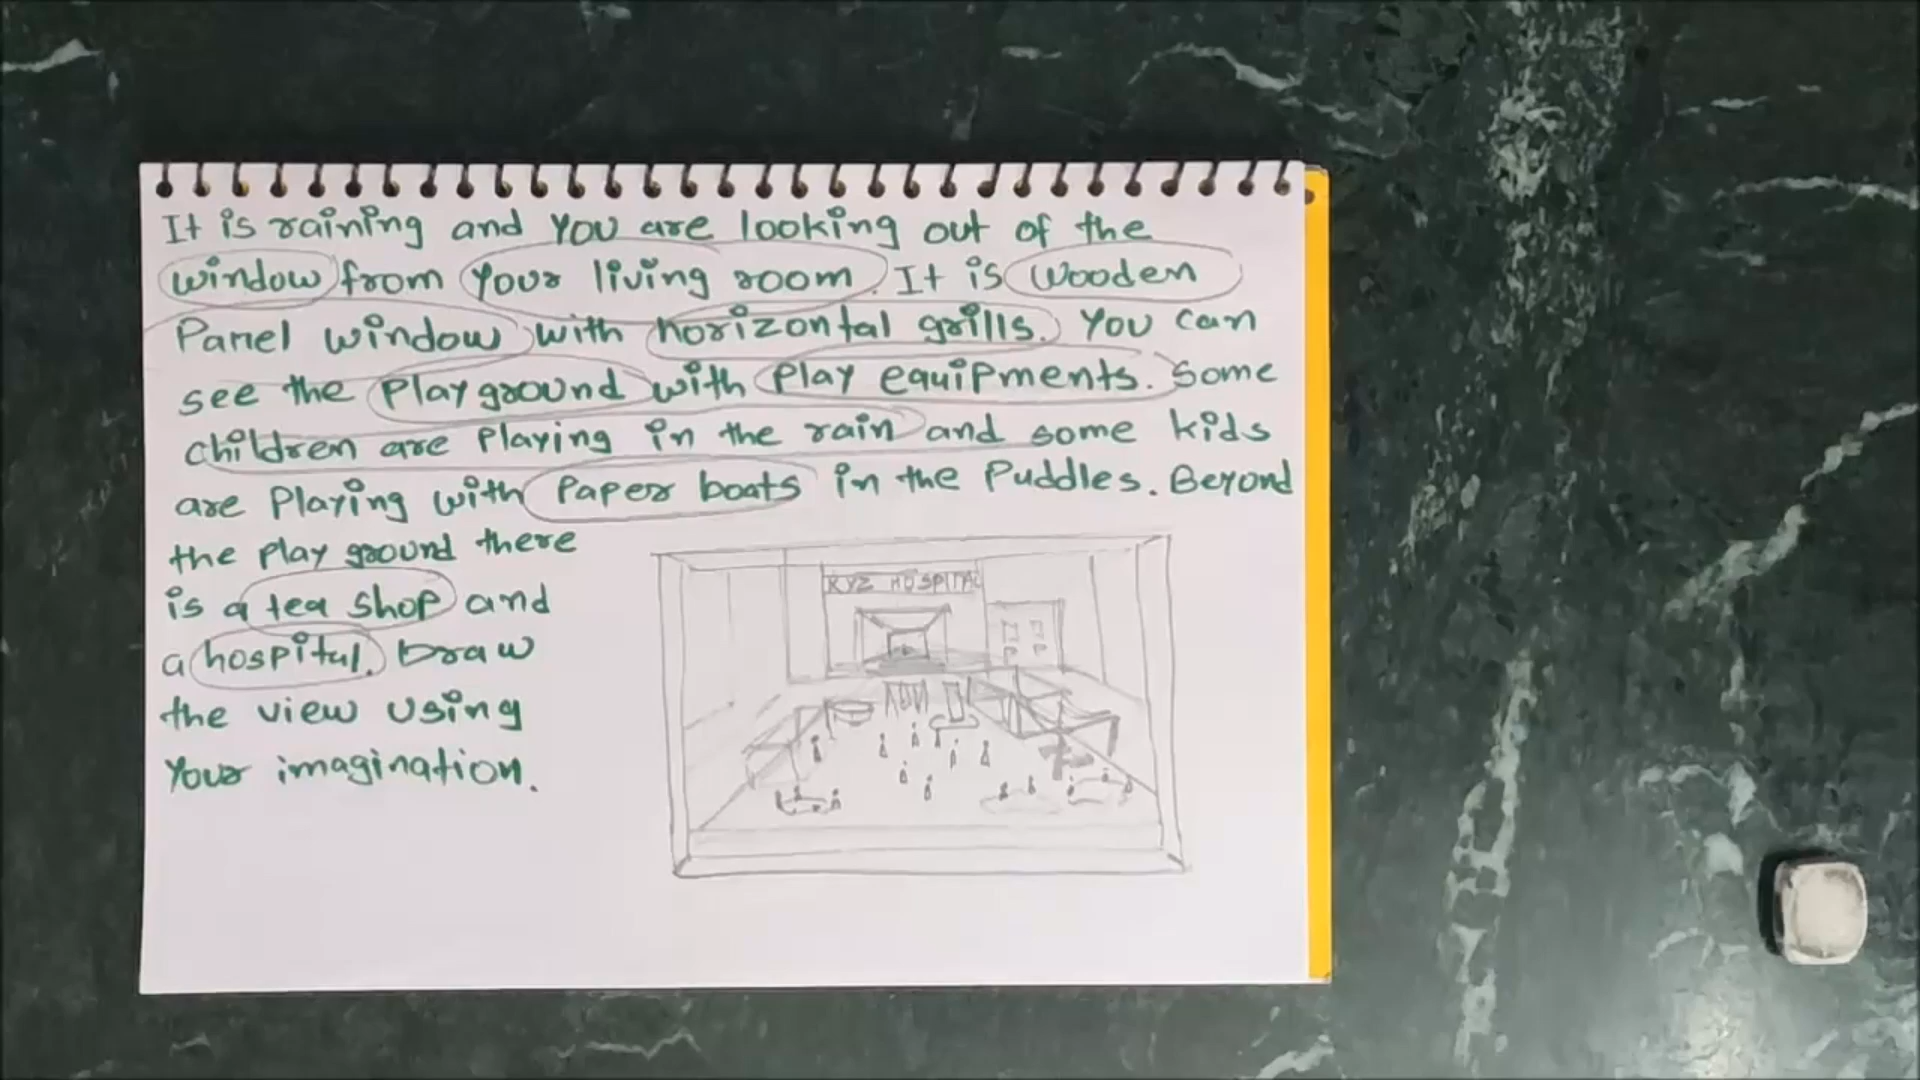 It is raining and you are looking out of the
window from your living room. It is wooden
Panel window with horizontal grills. You can
see the Playground with Play equipments. Some
children are Playing in the rain and some kids
are Playing with Paper boats in the Puddles. Beyond
the play ground there
is a tea shop and
a hospital. Draw
the view using
your imagination.
XYZ HOSPITAL